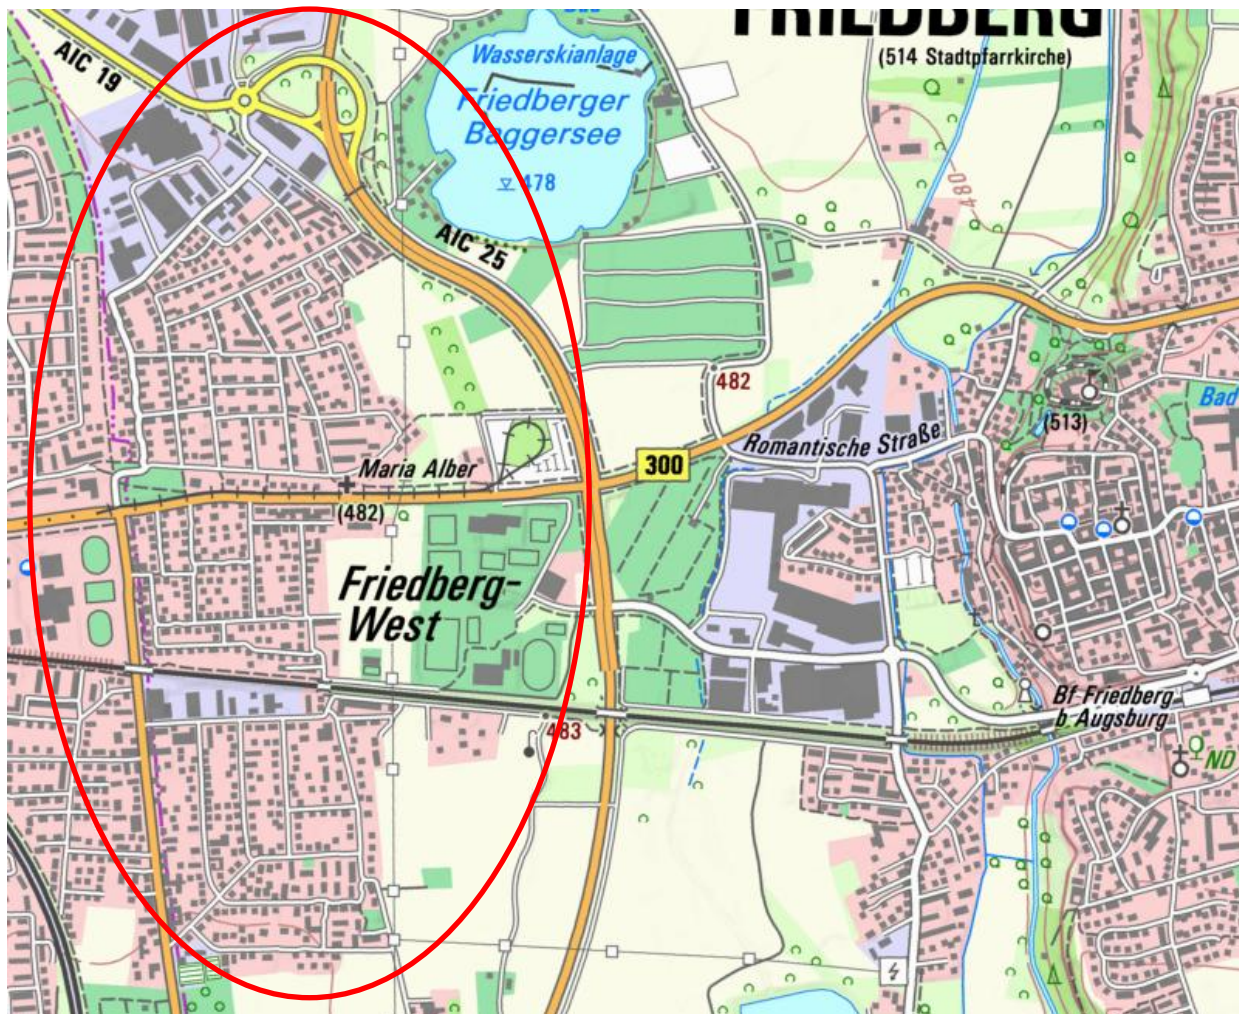 FRIEDBERG
(514 Stadtpfarrkirche)
AIC 19
Wasserskianlage
Friedberger
Baggersee
478
480
AIC 25
482
(513)
Bad
Romantische Straße
300
Maria Alber
(482)
Friedberg-
West
Bf Friedberg
b. Augsburg
483
ND